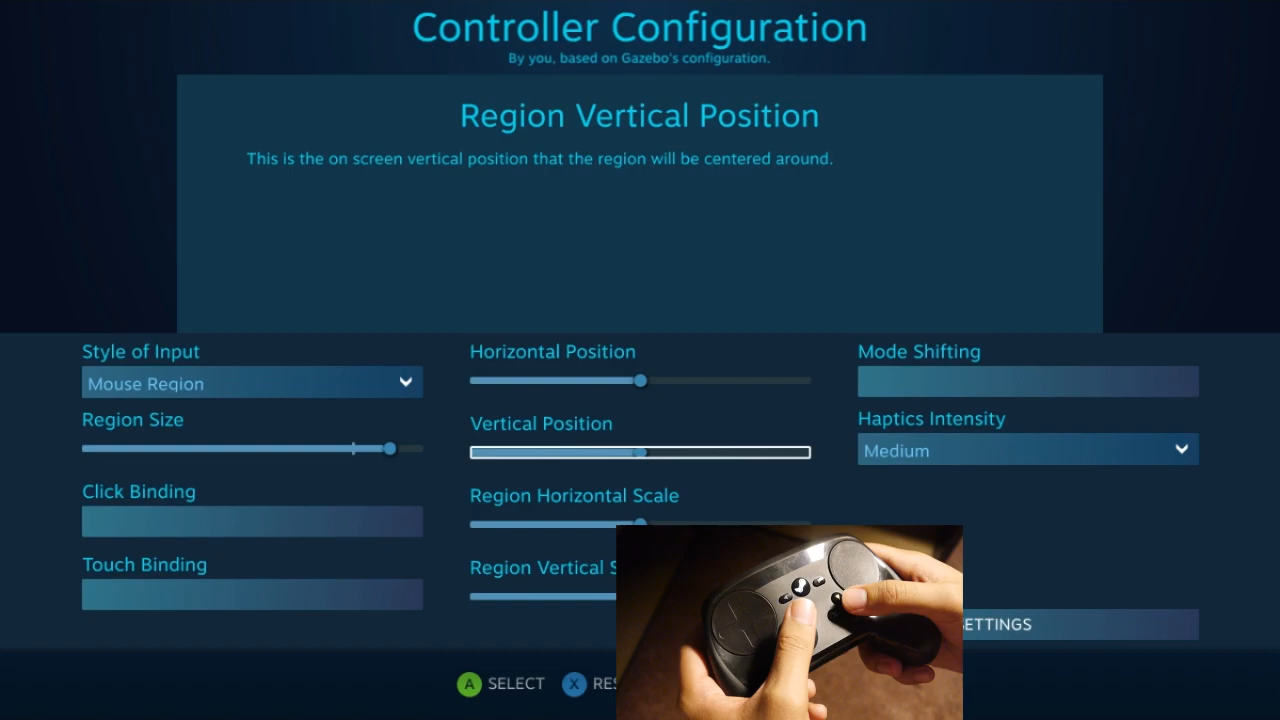 Controller Configuration
By you, based on Gazebo's configuration.
Region Vertical Position
This is the on screen vertical position that the region will be centered around.
Style of Input
Mouse Region
Region Size
Click Binding
Touch Binding
Horizontal Position
Vertical Position
Region Horizontal Scale
Region Vertical
Mode Shifting
Haptics Intensity
Medium
A SELECT
X